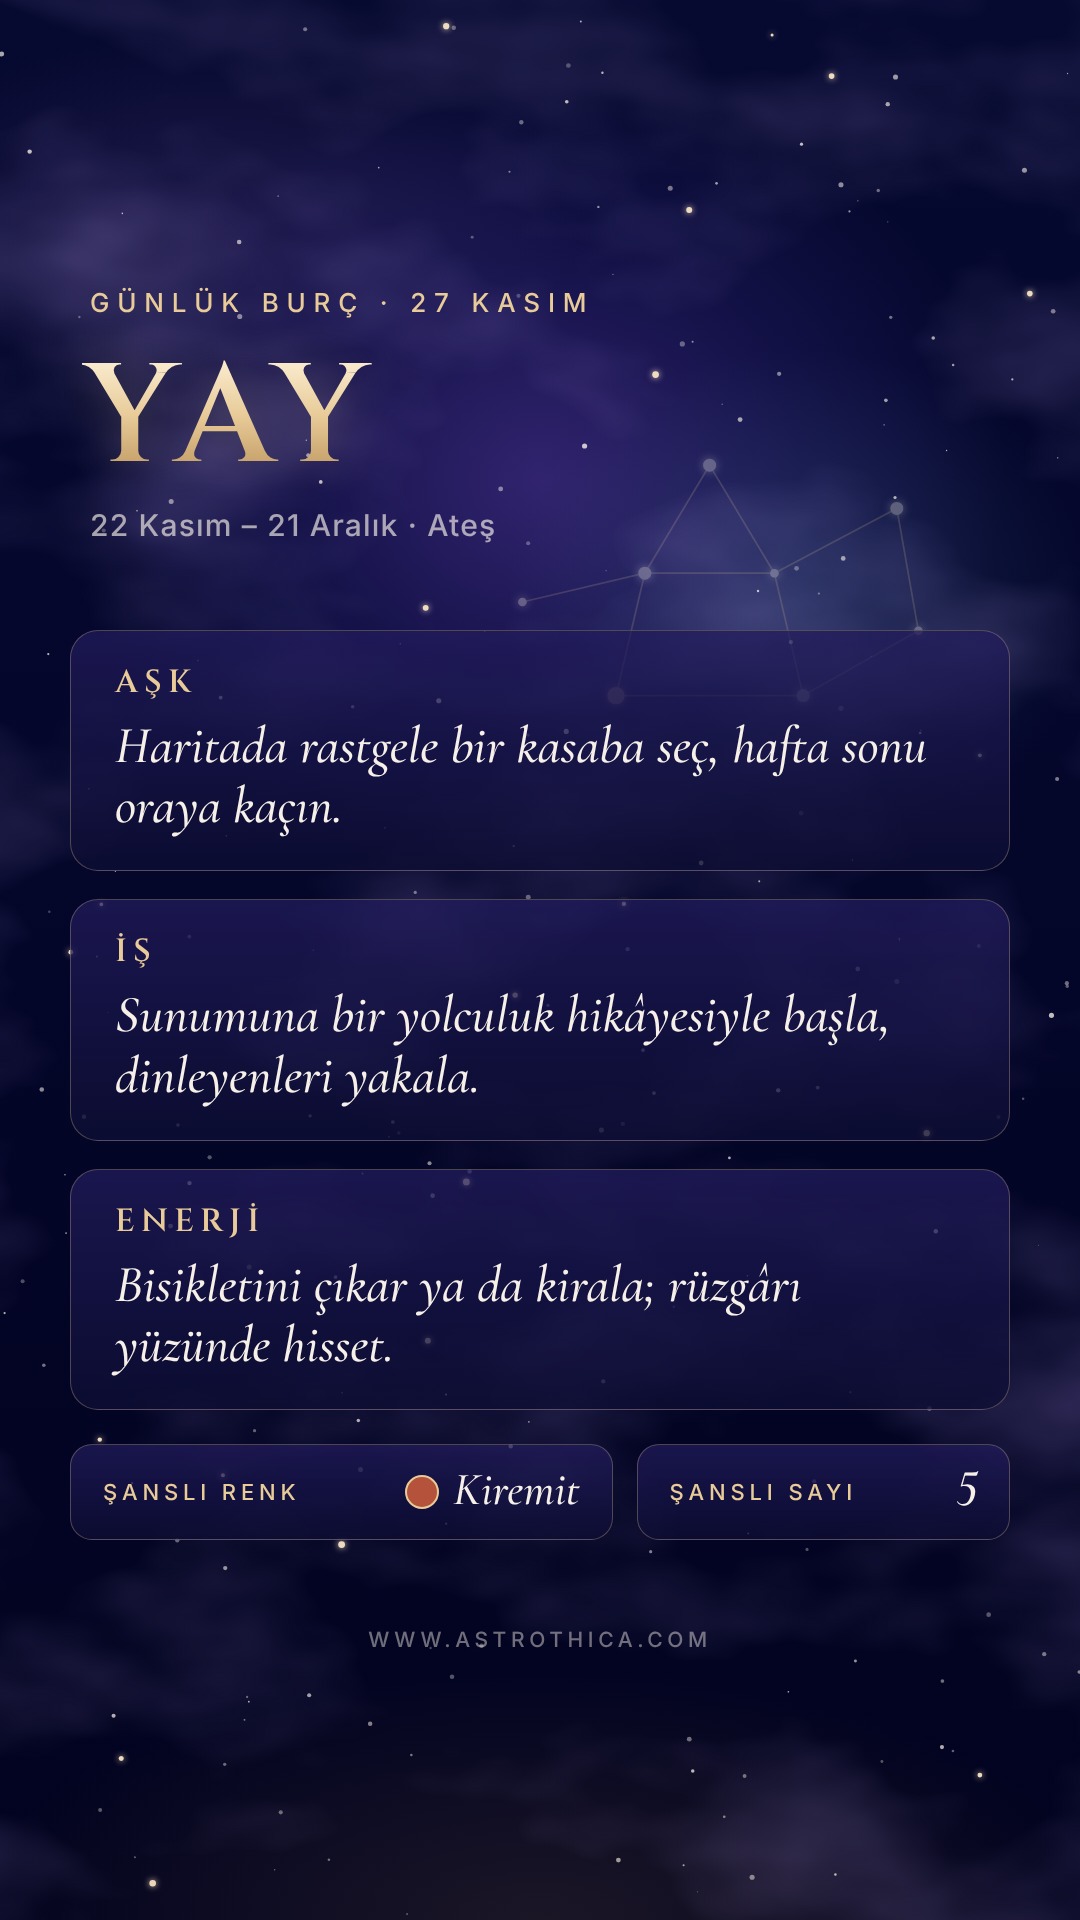 GÜNLÜK BURÇ · 27 KASIM
YAY
22 Kasım – 21 Aralık · Ateş
AŞK
Haritada rastgele bir kasaba seç, hafta sonu
oraya kaçın.
İŞ
Sunumuna bir yolculuk hikâyesiyle başla,
dinleyenleri yakala.
ENERJİ
Bisikletini çıkar ya da kirala; rüzgârı
yüzünde hisset.
ŞANSLI RENK Kiremit
ŞANSLI SAYI 5
WWW.ASTROTHICA.COM